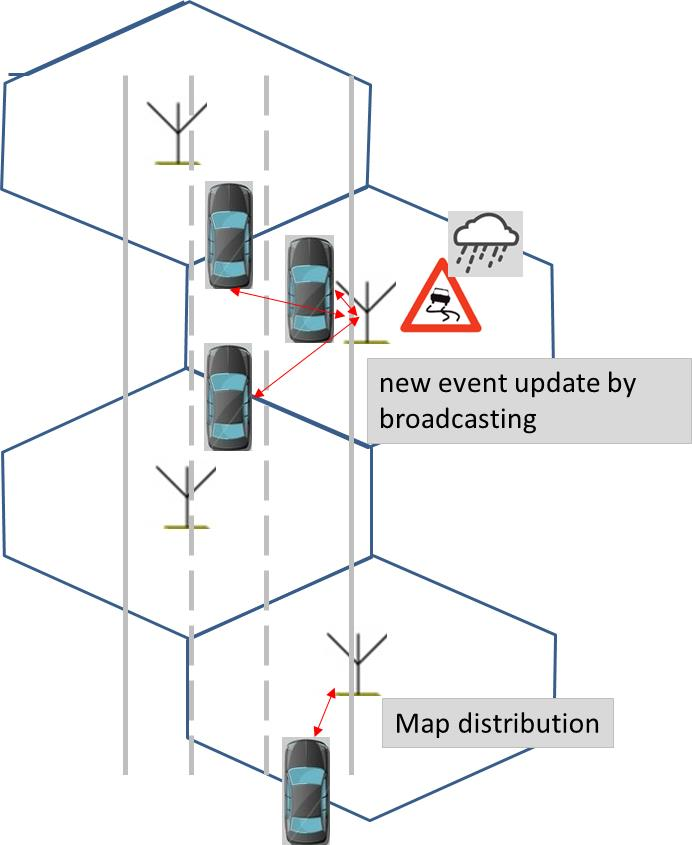 new event update by
broadcasting
Map distribution